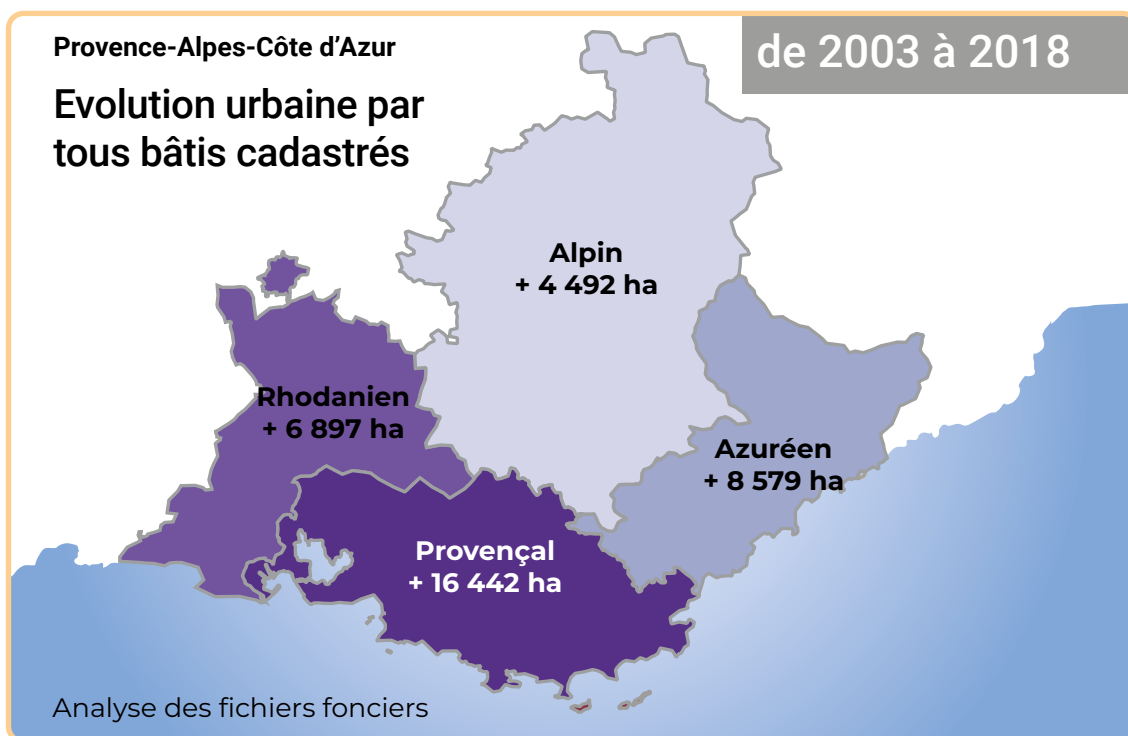 Provence-Alpes-Côte d’Azur
de 2003 à 2018
Evolution urbaine par
tous bâtis cadastrés
Alpin
+ 4 492 ha
Rhodanien
+ 6 897 ha
Azuréen
+ 8 579 ha
Provençal
+ 16 442 ha
Analyse des fichiers fonciers